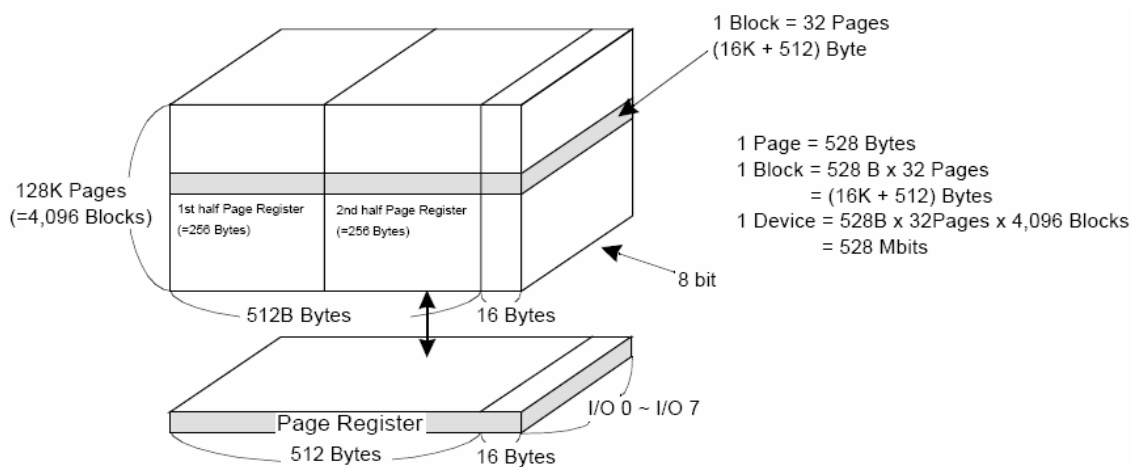 1 Block = 32 Pages
(16K + 512) Byte
1 Page = 528 Bytes
1 Block = 528 B x 32 Pages
= (16K + 512) Bytes
1 Device = 528B x 32Pages x 4,096 Blocks
= 528 Mbits
128K Pages
(=4,096 Blocks)
1st half Page Register
(=256 Bytes)
2nd half Page Register
(=256 Bytes)
8 bit
512B Bytes
16 Bytes
I/O 0 ~ I/O 7
Page Register
512 Bytes
16 Bytes